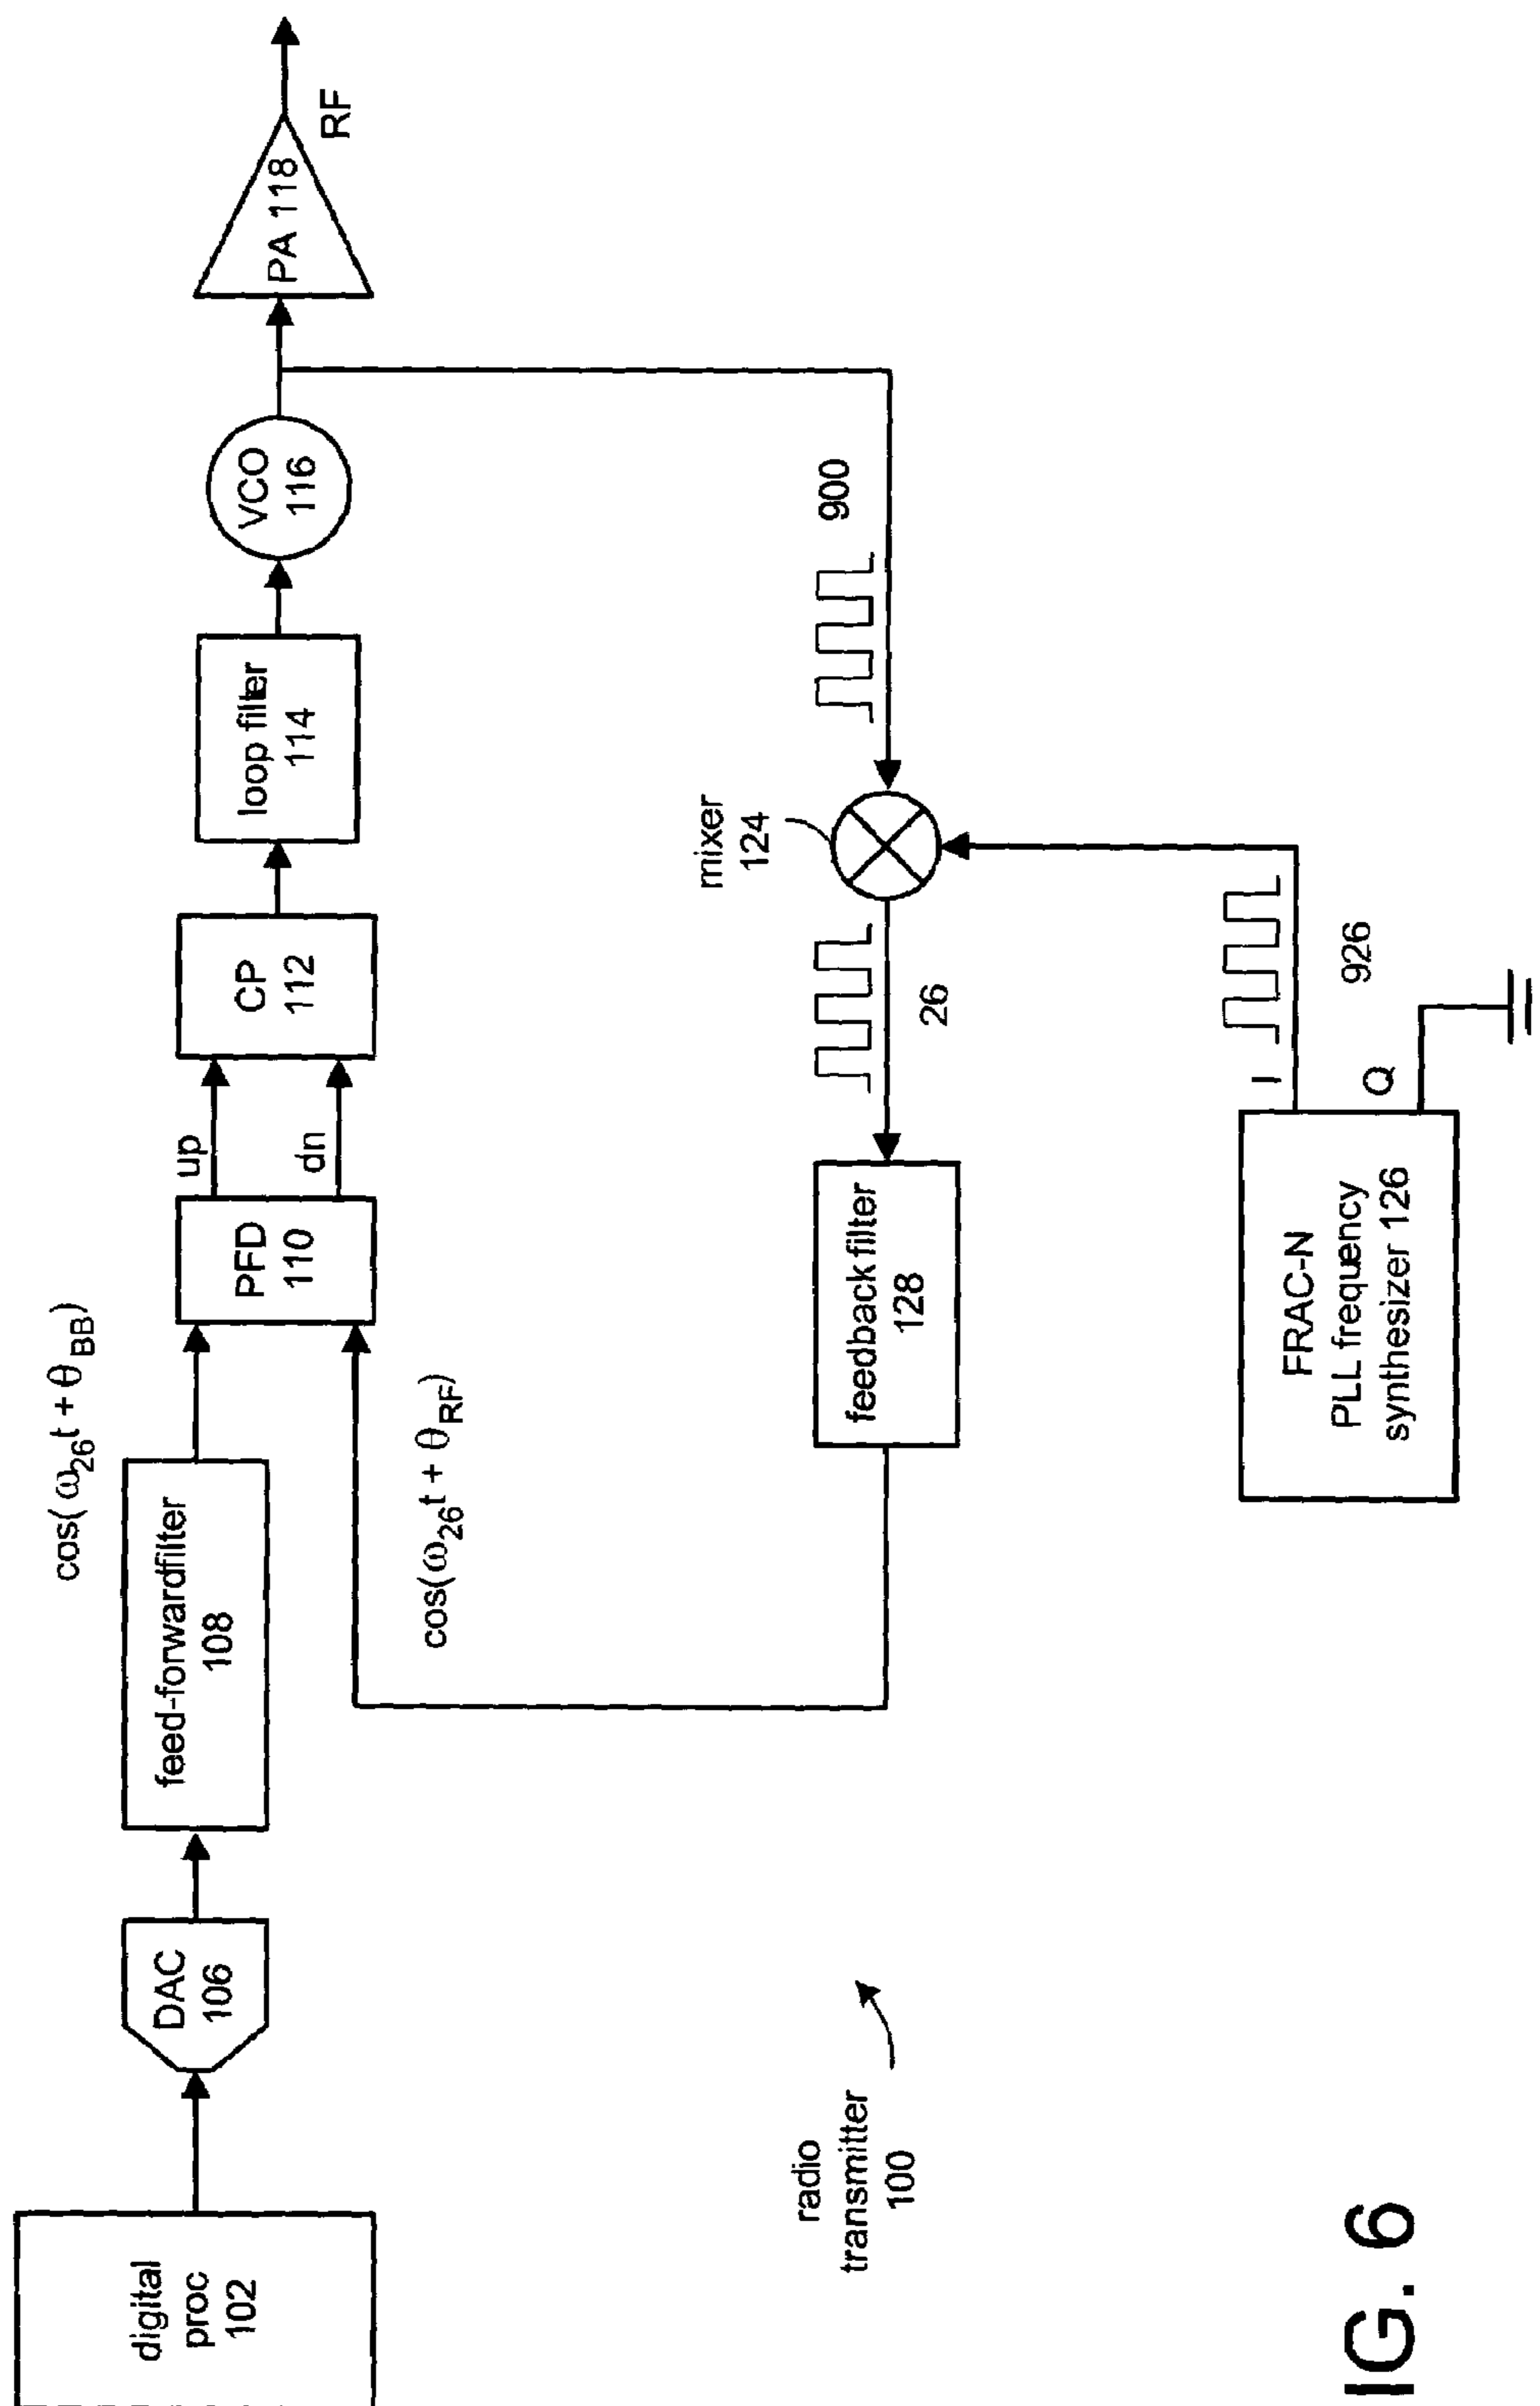 digital
proc
102
DAC
106
feed-forwardfilter
108
cos(ω26t + θBB)
PFD
110
up
dn
CP
112
loop filter
114
VCO
116
PA 118
RF
cos(ω26t + θRF)
feedback filter
128
26
mixer
124
900
radio
transmitter
100
FRAC-N
PLL frequency
synthesizer 126
I
Q
926
IG. 6